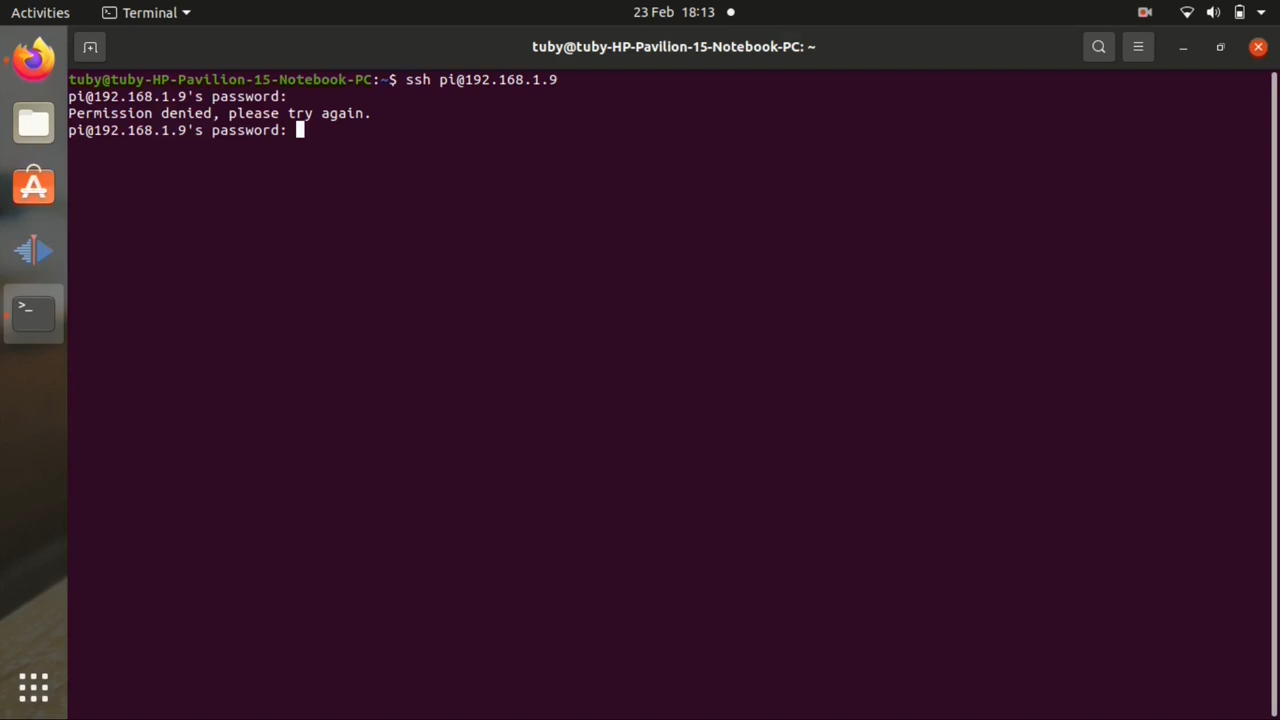 Activities
Terminal
23 Feb 18:13
tuby@tuby-HP-Pavilion-15-Notebook-PC: ~
tuby@tuby-HP-Pavilion-15-Notebook-PC:~$ ssh pi@192.168.1.9
pi@192.168.1.9's password:
Permission denied, please try again.
pi@192.168.1.9's password: